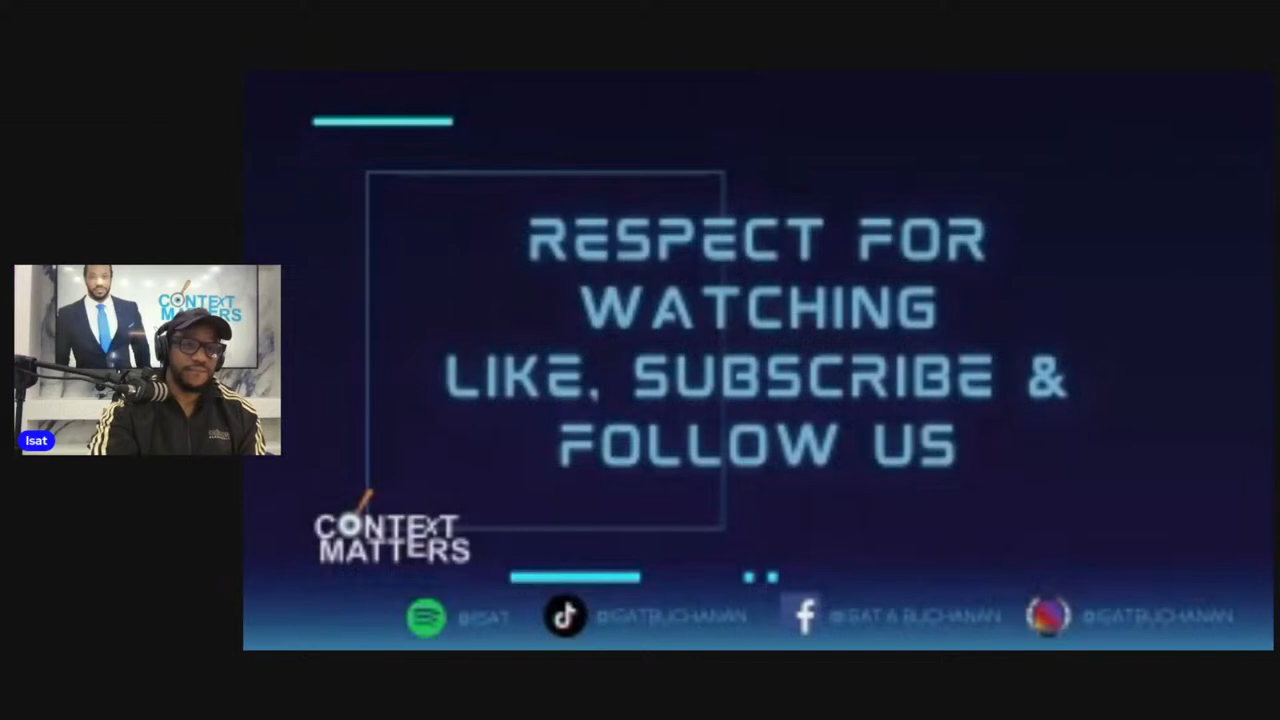 RESPECT FOR
WATCHING
LIKE, SUBSCRIBE &
FOLLOW US
CONTEXT
MATTERS
CONTEXT
MATTERS
Isat
@ISAT
@ISATBUCHANAN
@ISAT A BUCHANAN
@ISATBUCHANAN